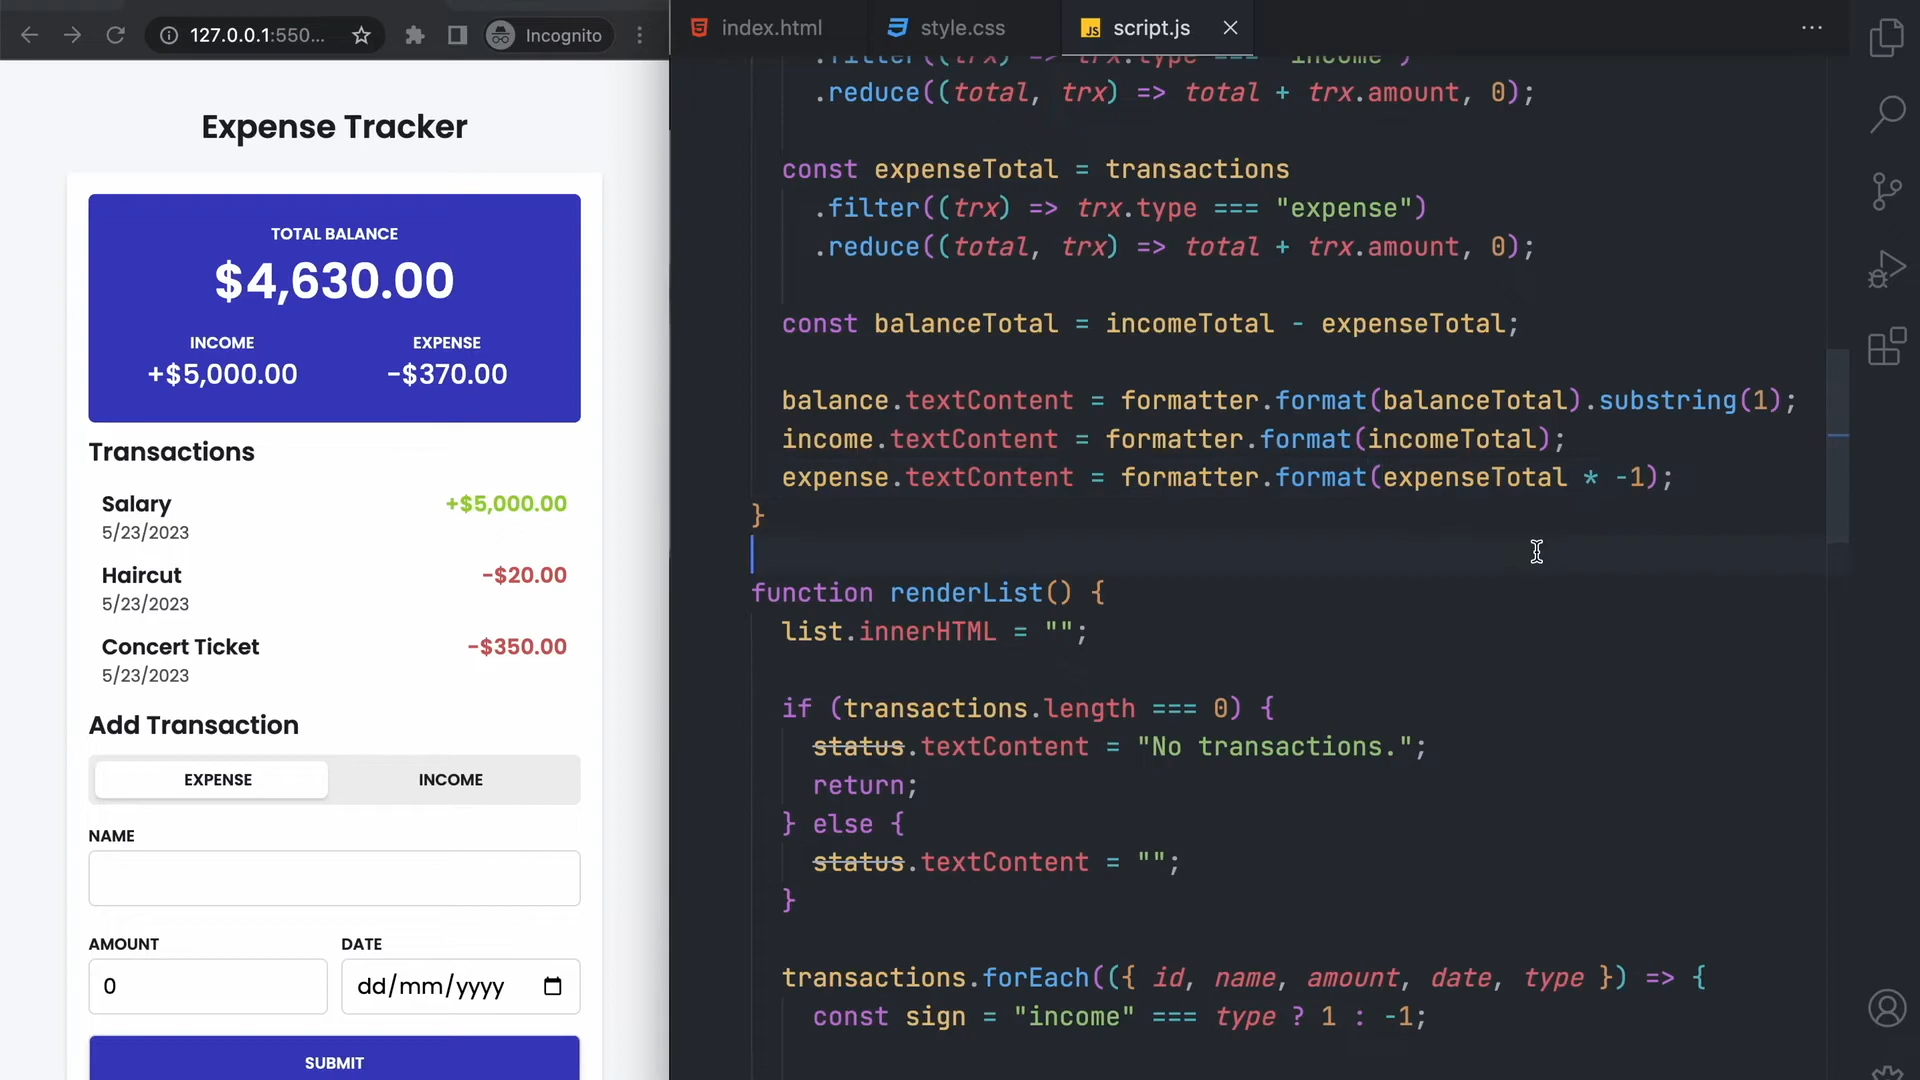 127.0.0.1:550...
Incognito
Expense Tracker
TOTAL BALANCE
$4,630.00
INCOME
EXPENSE
+$5,000.00
-$370.00
Transactions
Salary
+$5,000.00
5/23/2023
Haircut
-$20.00
5/23/2023
Concert Ticket
-$350.00
5/23/2023
Add Transaction
EXPENSE
INCOME
NAME
AMOUNT
DATE
0
dd/mm/yyyy
SUBMIT
index.html
style.css
JS script.js
.filter((trx) => trx.type === "income")
.reduce((total, trx) => total + trx.amount, 0);
const expenseTotal = transactions
.filter((trx) => trx.type === "expense")
.reduce((total, trx) => total + trx.amount, 0);
const balanceTotal = incomeTotal - expenseTotal;
balance.textContent = formatter.format(balanceTotal).substring(1);
income.textContent = formatter.format(incomeTotal);
expense.textContent = formatter.format(expenseTotal * -1);
}
function renderList() {
list.innerHTML = "";
if (transactions.length === 0) {
status.textContent = "No transactions.";
return;
} else {
status.textContent = "";
}
transactions.forEach(({ id, name, amount, date, type }) => {
const sign = "income" === type ? 1 : -1;